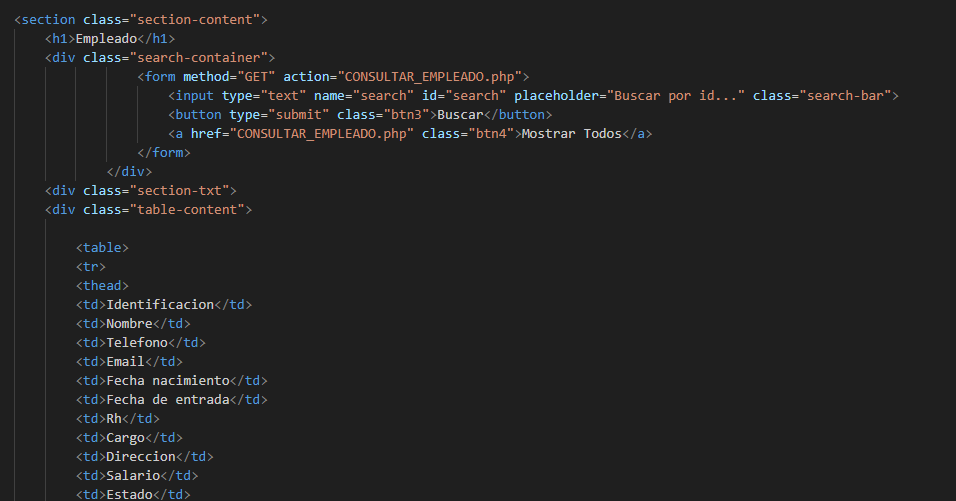 <section class="section-content">
<h1>Empleado</h1>
<div class="search-container">
<form method="GET" action="CONSULTAR_EMPLEADO.php">
<input type="text" name="search" id="search" placeholder="Buscar por id..." class="search-bar">
<button type="submit" class="btn3">Buscar</button>
<a href="CONSULTAR_EMPLEADO.php" class="btn4">Mostrar Todos</a>
</form>
</div>
<div class="section-txt">
<div class="table-content">
<table>
<tr>
<thead>
<td>Identificacion</td>
<td>Nombre</td>
<td>Telefono</td>
<td>Email</td>
<td>Fecha nacimiento</td>
<td>Fecha de entrada</td>
<td>Rh</td>
<td>Cargo</td>
<td>Direccion</td>
<td>Salario</td>
<td>Estado</td>